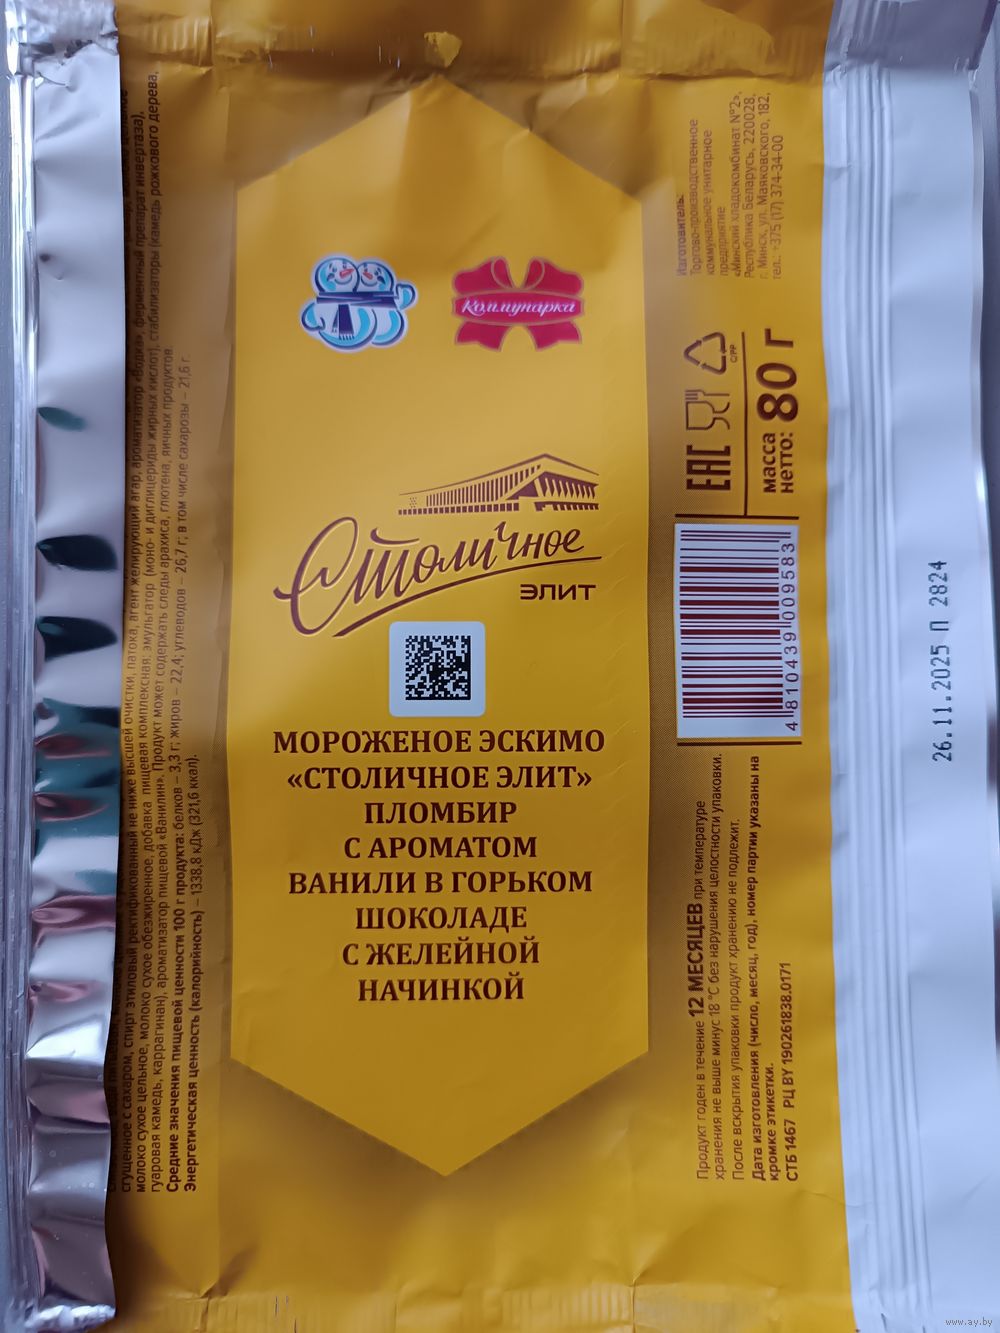 Коммунарка
Столичное
ЭЛИТ
МОРОЖЕНОЕ ЭСКИМО
«СТОЛИЧНОЕ ЭЛИТ»
ПЛОМБИР
С АРОМАТОМ
ВАНИЛИ В ГОРЬКОМ
ШОКОЛАДЕ
С ЖЕЛЕЙНОЙ
НАЧИНКОЙ
сгущенное с сахаром, спирт этиловый ректификованный не ниже высшей очистки, патока, агент желирующий агар, ароматизатор «Водка», ферментный препарат инвертаза),
молоко сухое цельное, молоко сухое обезжиренное, добавка пищевая комплексная: эмульгатор (моно- и диглицериды жирных кислот), стабилизаторы (камедь рожкового дерева,
гуаровая камедь, каррагинан), ароматизатор пищевой «Ванилин». Продукт может содержать следы арахиса, глютена, яичных продуктов.
Средние значения пищевой ценности 100 г продукта: белков – 3,3 г; жиров – 22,4; углеводов – 26,7 г; в том числе сахарозы – 21,6 г.
Энергетическая ценность (калорийность) – 1338,8 кДж (321,6 ккал).
Изготовитель:
Торгово-производственное
коммунальное унитарное
предприятие
«Минский хладокомбинат №2»,
Республика Беларусь, 220028,
г. Минск, ул. Маяковского, 182,
тел.: +375 (17) 374-34-00
EAC
C/PP
масса
нетто: 80 г
4 810439 009583
Продукт годен в течение 12 МЕСЯЦЕВ при температуре
хранения не выше минус 18 °С без нарушения целостности упаковки.
После вскрытия упаковки продукт хранению не подлежит.
Дата изготовления (число, месяц, год), номер партии указаны на
кромке этикетки.
СТБ 1467 РЦ BY 190261838.0171
26.11.2025 П 2824
www.ay.by